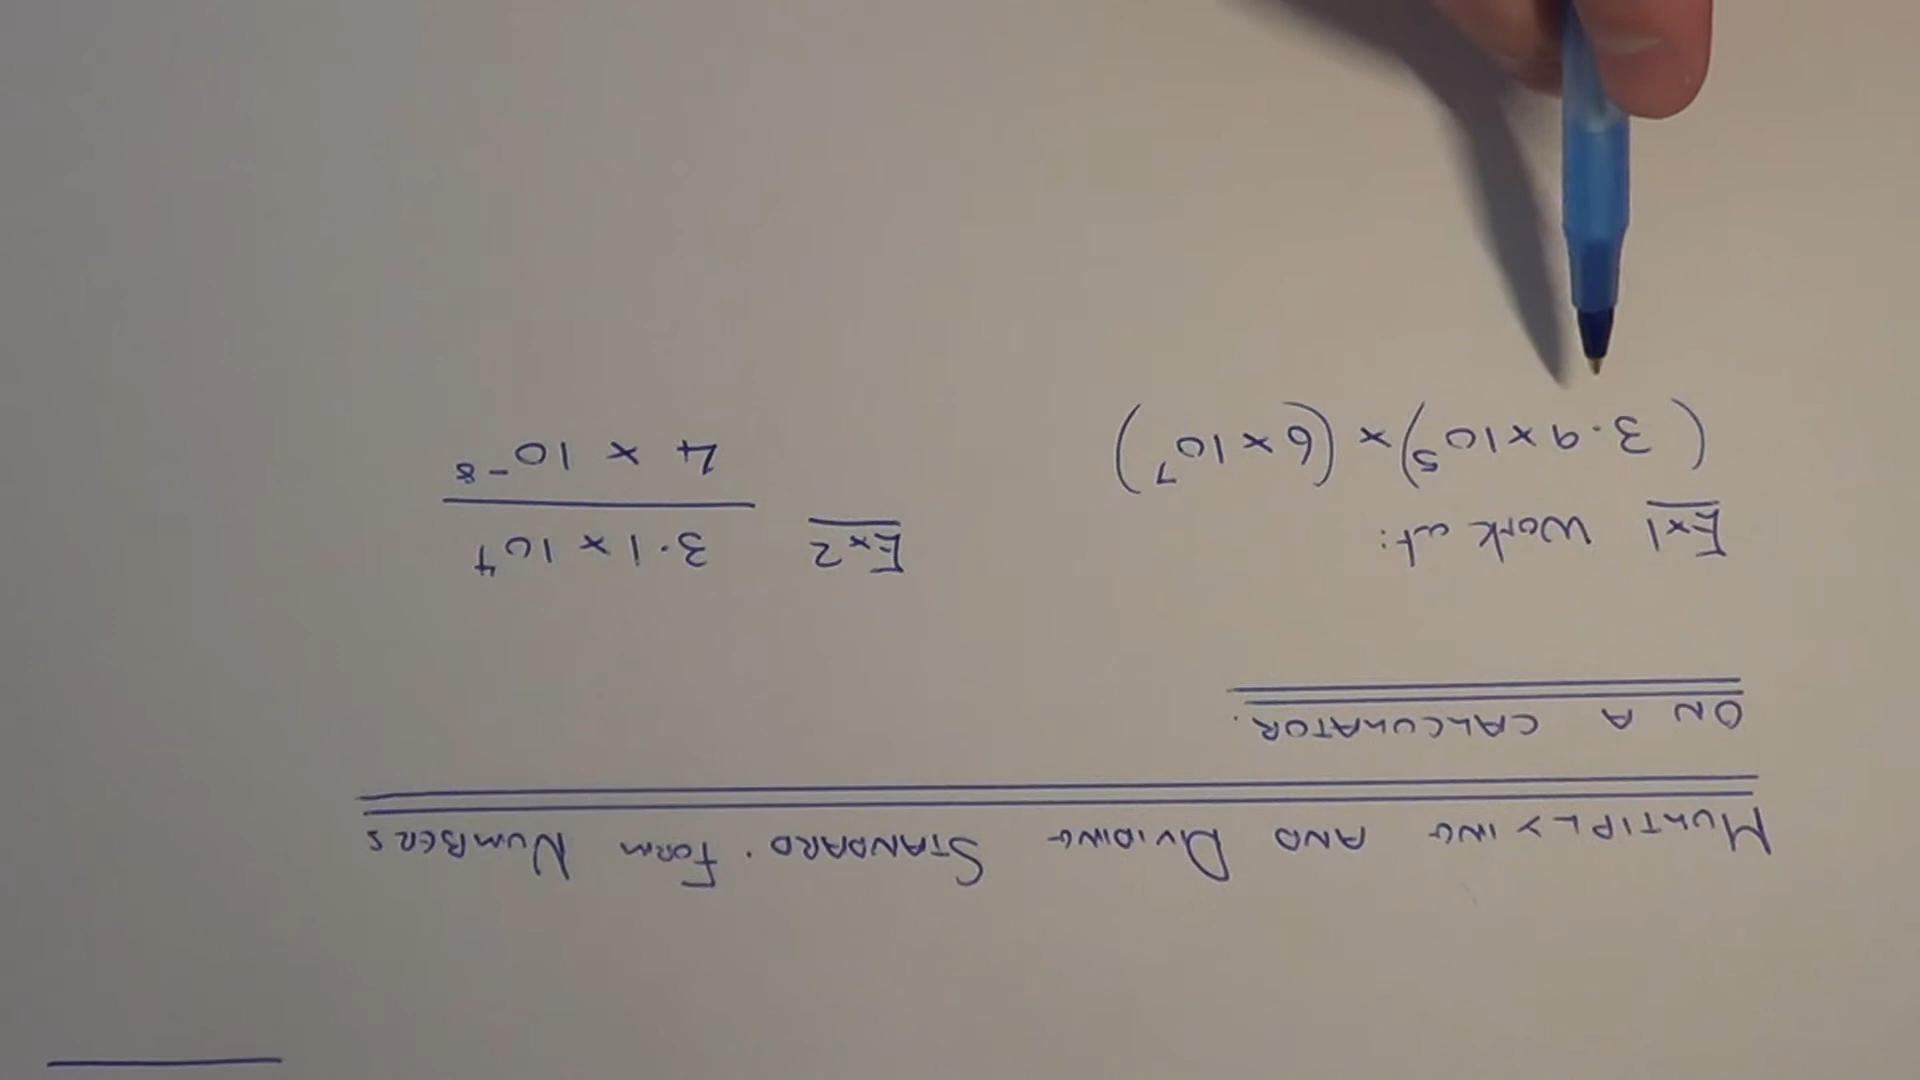 MULTIPLYING AND DIVIDING STANDARD FORM NUMBERS
ON A CALCULATOR.
Ex1 Work out:
(3·9 × 10⁵) × (6 × 10⁷)
Ex2 3·1 × 10⁴
4 × 10⁻⁸